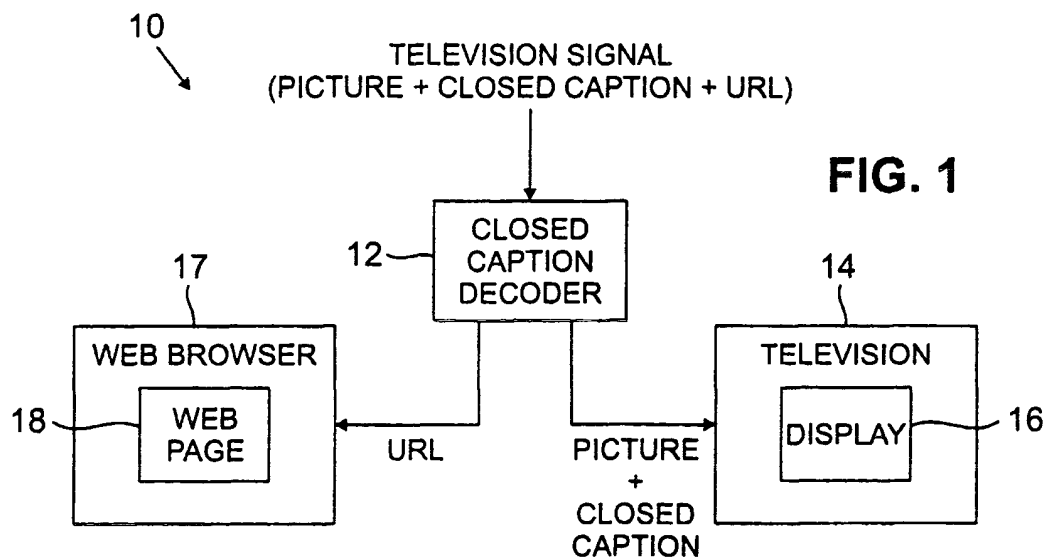 10
TELEVISION SIGNAL
(PICTURE + CLOSED CAPTION + URL)
FIG. 1
12
CLOSED
CAPTION
DECODER
17
WEB BROWSER
18
WEB
PAGE
URL
14
TELEVISION
DISPLAY
16
PICTURE
+
CLOSED
CAPTION